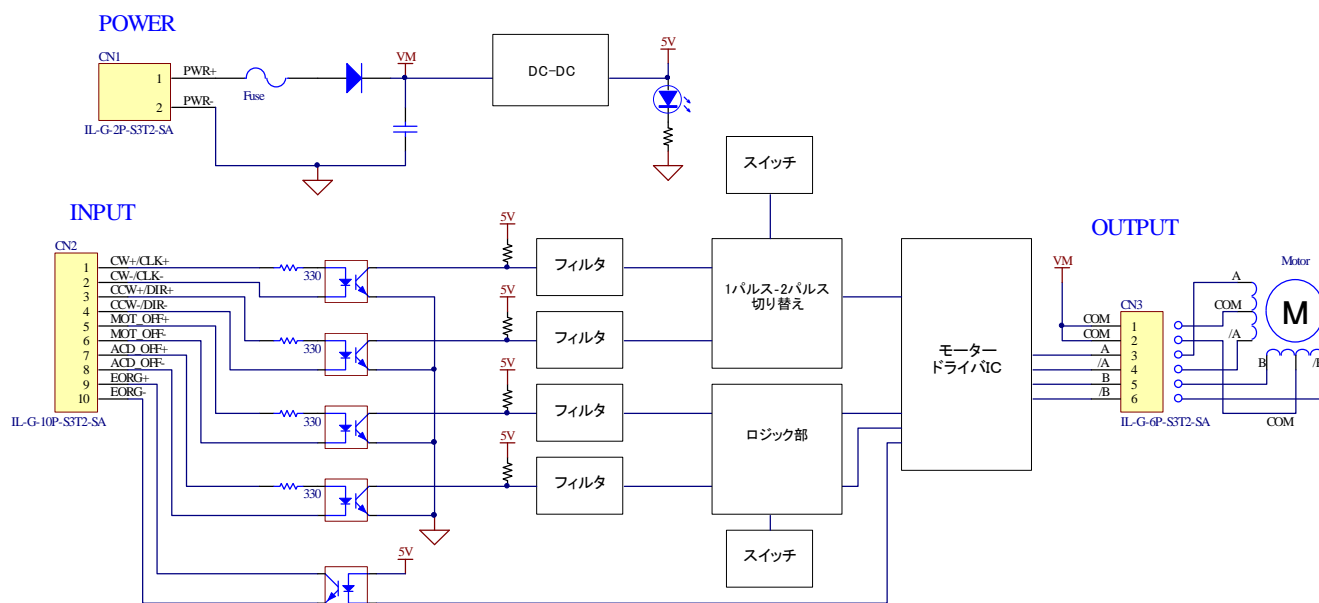 POWER
CN1
1
PWR+
2
PWR-
IL-G-2P-S3T2-SA
Fuse
VM
DC-DC
5V
スイッチ
INPUT
CN2
1
CW+/CLK+
2
CW-/CLK-
3
CCW+/DIR+
4
CCW-/DIR-
5
MOT_OFF+
6
MOT_OFF-
7
ACD_OFF+
8
ACD_OFF-
9
EORG+
10
EORG-
IL-G-10P-S3T2-SA
330
330
330
330
5V
5V
5V
5V
5V
フィルタ
フィルタ
フィルタ
フィルタ
1パルス-2パルス
切り替え
ロジック部
スイッチ
モーター
ドライバIC
OUTPUT
VM
CN3
COM
1
COM
2
A
3
/A
4
B
5
/B
6
IL-G-6P-S3T2-SA
Motor
M
A
COM
/A
B
COM